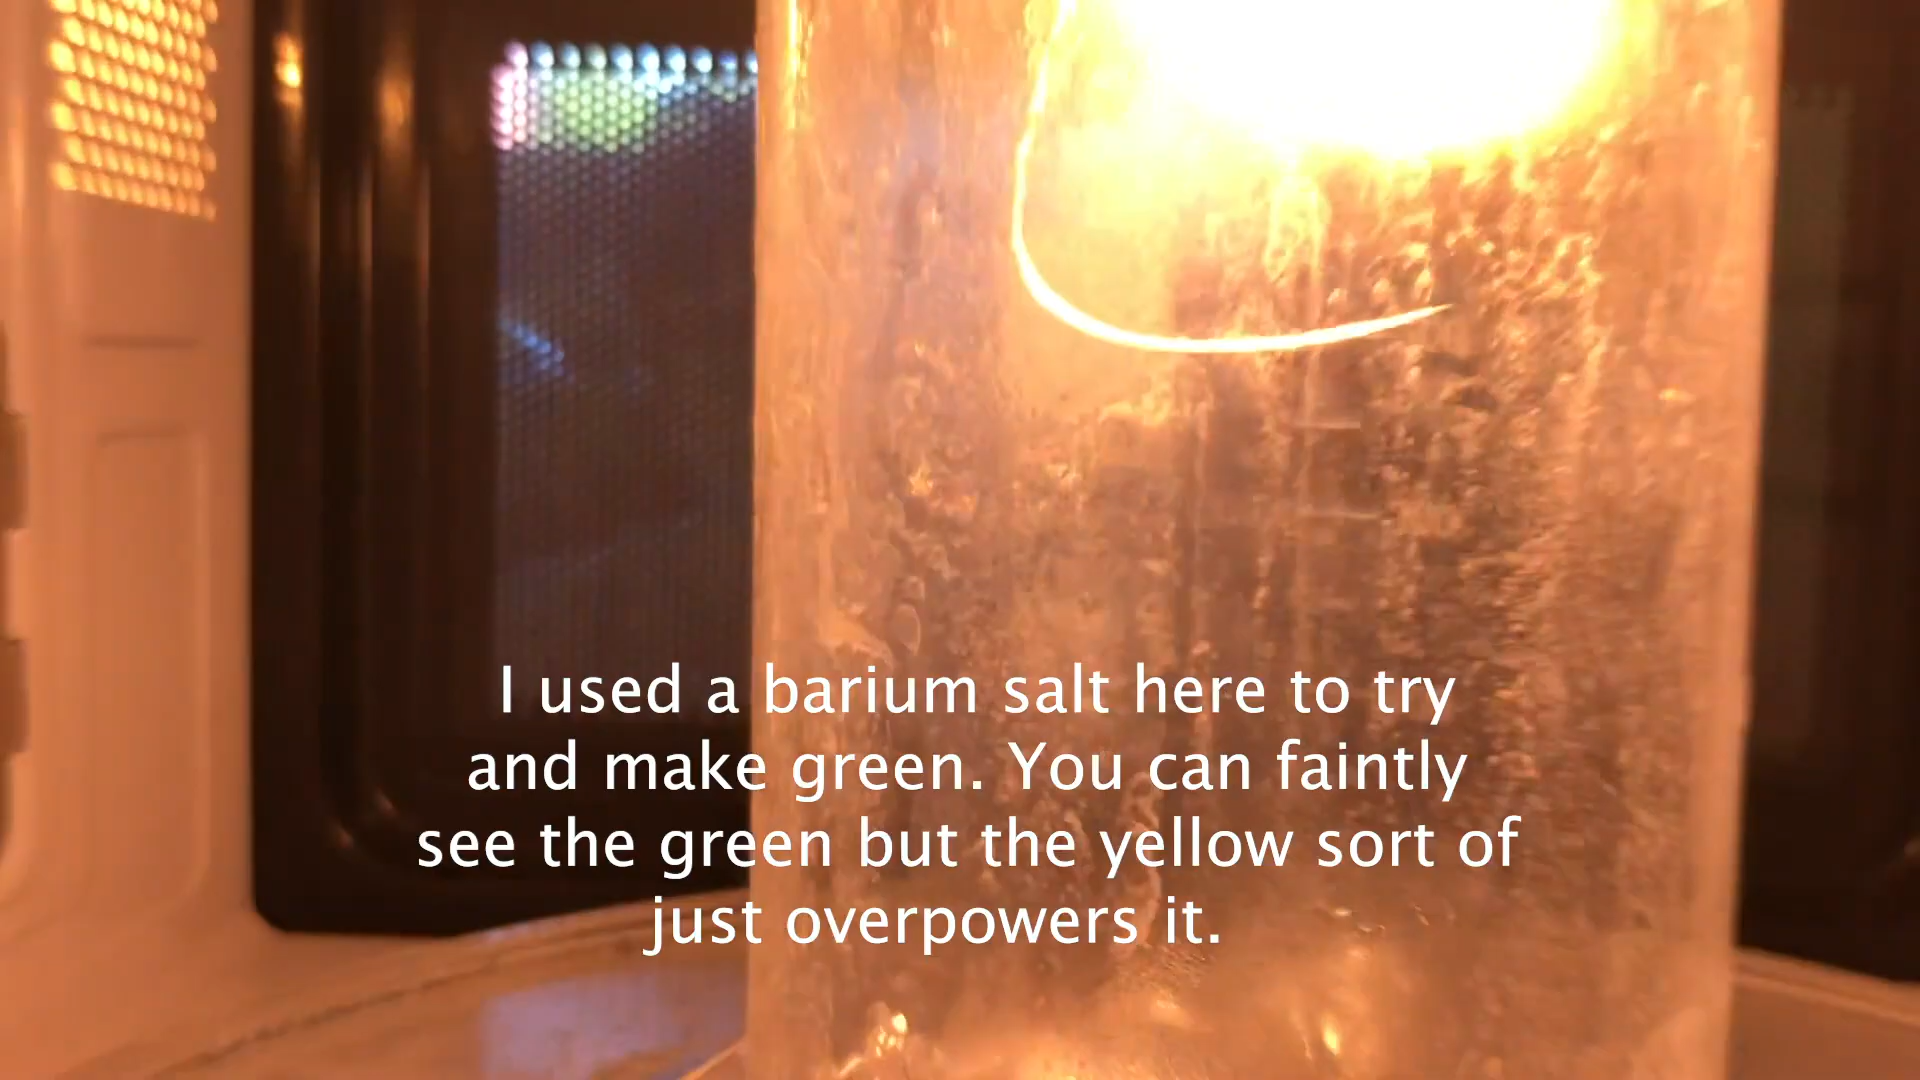 I used a barium salt here to try
and make green. You can faintly
see the green but the yellow sort of
just overpowers it.